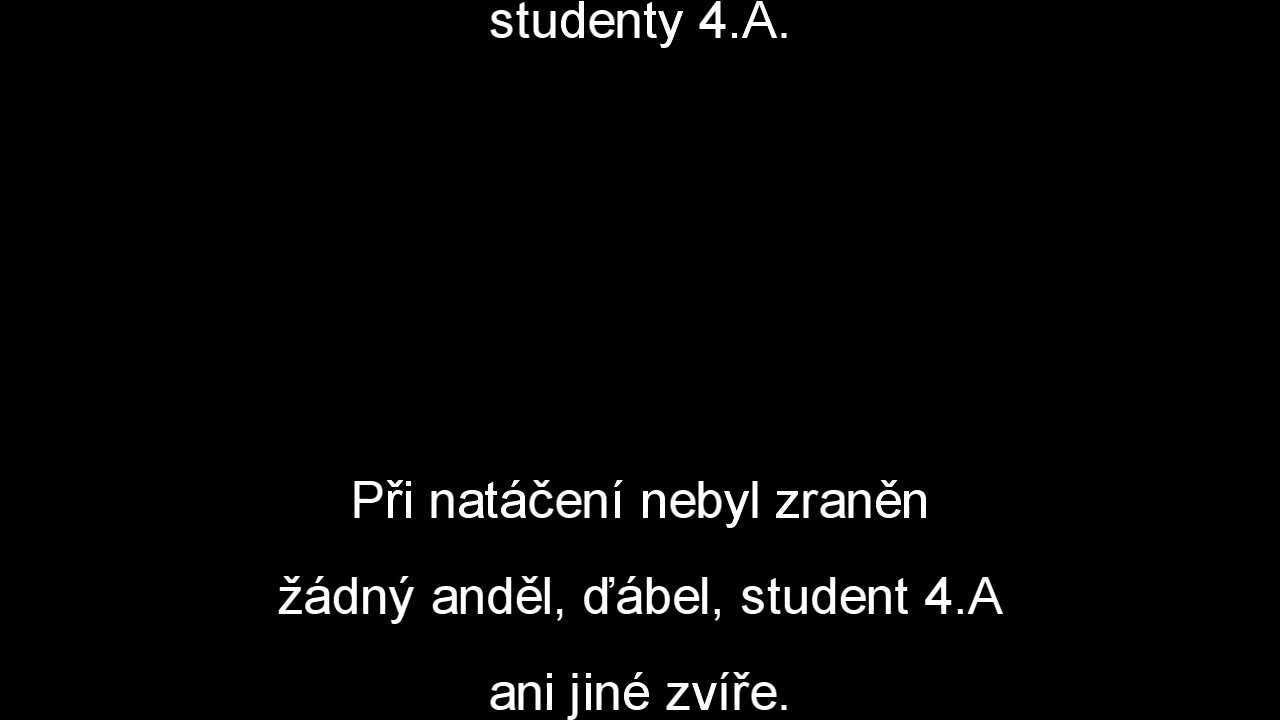 studenty 4.A.
Při natáčení nebyl zraněn
žádný anděl, ďábel, student 4.A
ani jiné zvíře.